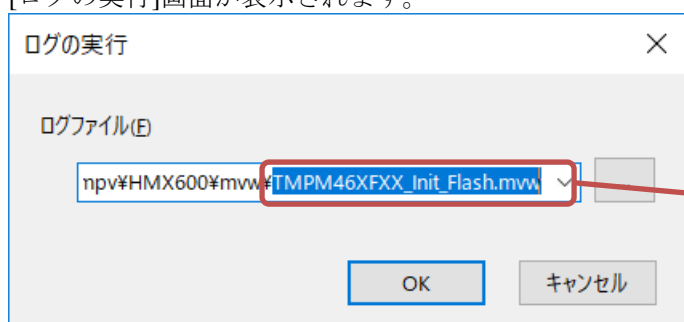 [ログの実行]画面が表示されます。
ログの実行
ログファイル(F)
mpv¥HMX600¥mvw¥TMPM46XFXX_Init_Flash.mvw
...
OK キャンセル